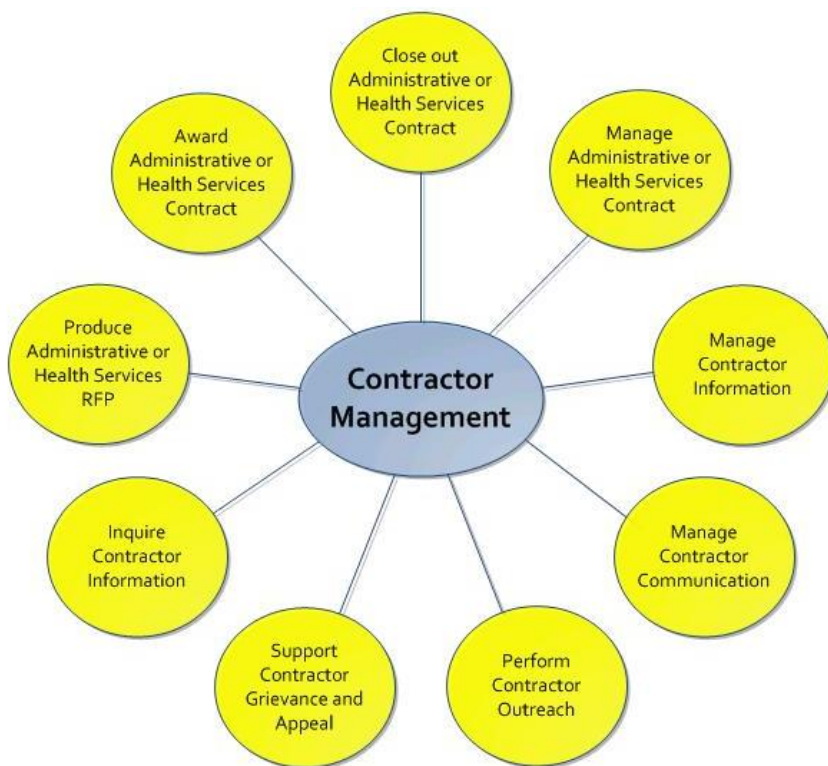 Close out
Administrative or
Health Services
Contract
Manage
Administrative or
Health Services
Contract
Manage
Contractor
Information
Manage
Contractor
Communication
Perform
Contractor
Outreach
Support
Contractor
Grievance and
Appeal
Inquire
Contractor
Information
Produce
Administrative or
Health Services
RFP
Award
Administrative or
Health Services
Contract
Contractor
Management